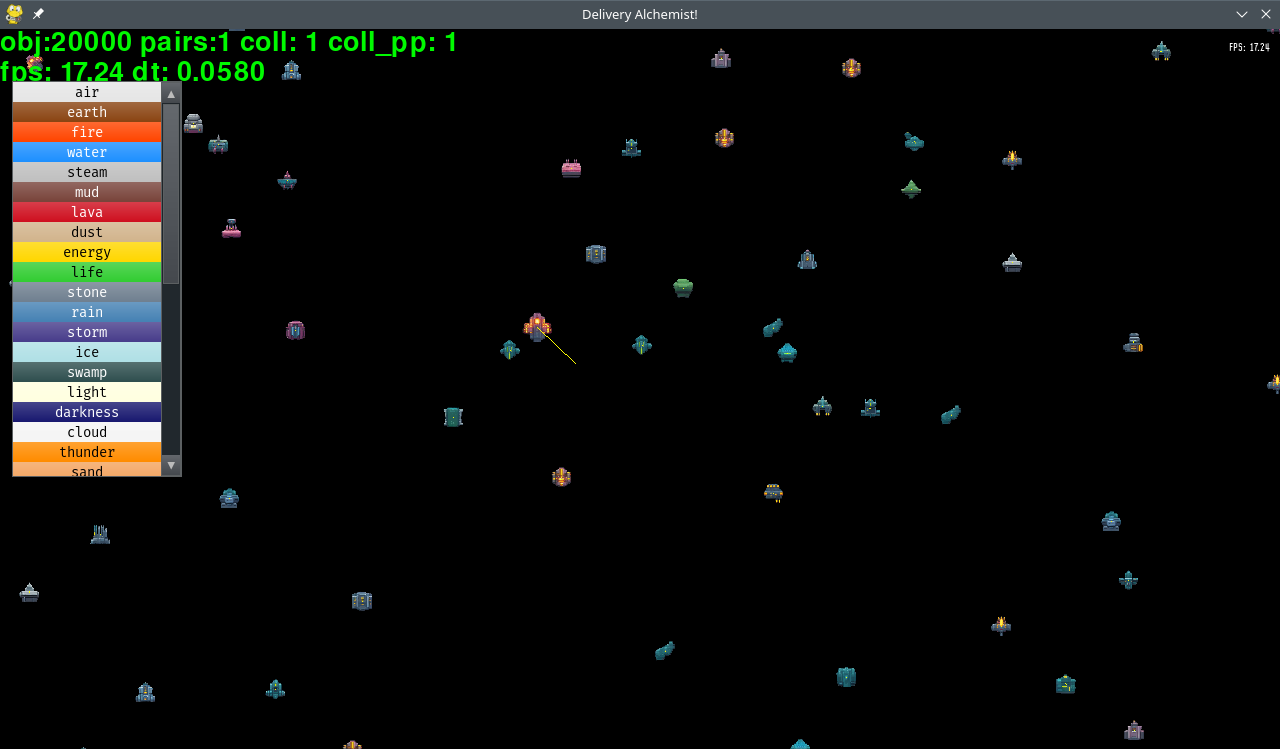 Delivery Alchemist!
obj:20000 pairs:1 coll: 1 coll_pp: 1
fps: 17.24 dt: 0.0580
FPS: 17.24
air
earth
fire
water
steam
mud
lava
dust
energy
life
stone
rain
storm
ice
swamp
light
darkness
cloud
thunder
sand